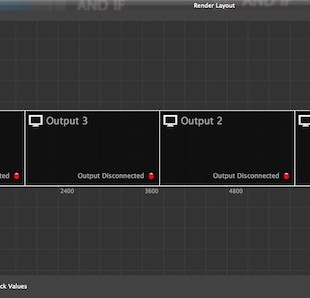 AND IF
AND IF
Render Layout
Output 3
Output 2
ted
Output Disconnected
Output Disconnected
2400
3600
4800
ck Values